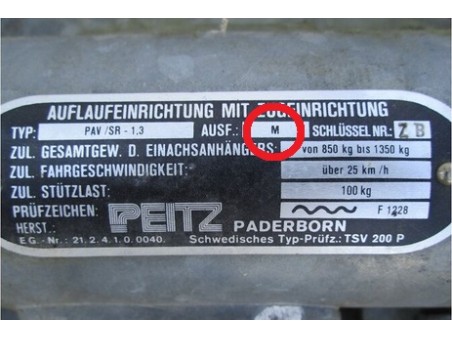 AUFLAUFEINRICHTUNG MIT ZUGEINRICHTUNG
TYP: PAV/SR-1,3 AUSF.: M SCHLÜSSEL NR.: Z B
ZUL. GESAMTGEW. D. EINACHSANHÄNGERS: von 850 kg bis 1350 kg
ZUL. FAHRGESCHWINDIGKEIT: über 25 km/h
ZUL. STÜTZLAST: 100 kg
PRÜFZEICHEN: F 1228
HERST.: PEITZ PADERBORN
EG.-Nr.: 21.2.4.1.0.0040. Schwedisches Typ-Prüfz.: TSV 200 P